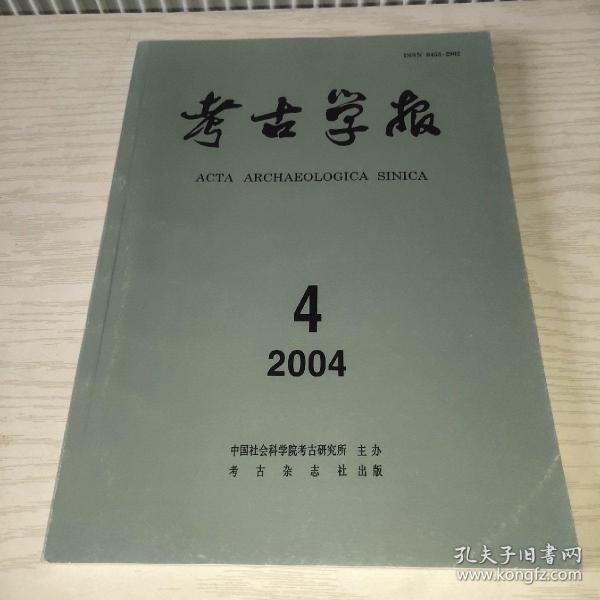 ISSN 0453-2902
考古学报
ACTA ARCHAEOLOGICA SINICA
4
2004
中国社会科学院考古研究所 主办
考古杂志社出版
孔夫子旧书网
www.kongfz.com